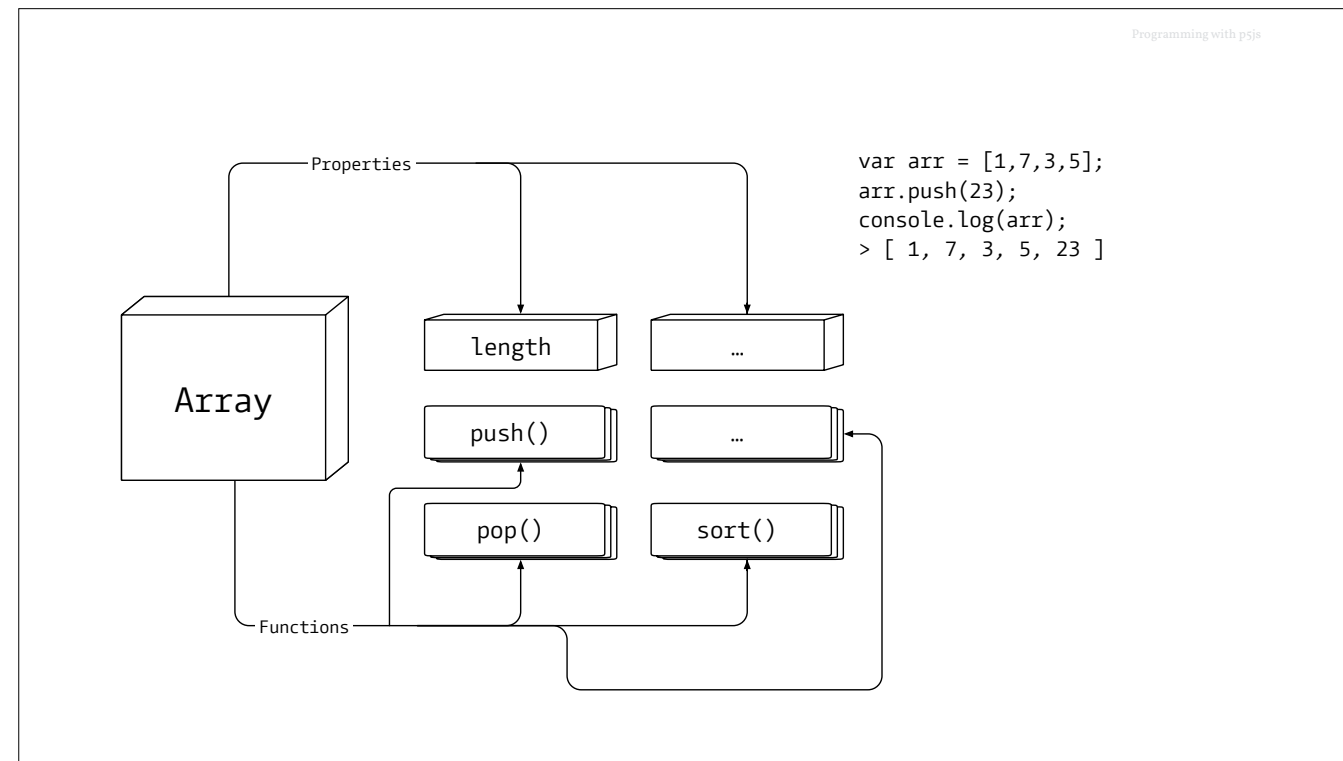 Programming with p5js
Properties
var arr = [1,7,3,5];
arr.push(23);
console.log(arr);
> [ 1, 7, 3, 5, 23 ]
Array
length
…
push()
…
pop()
sort()
Functions